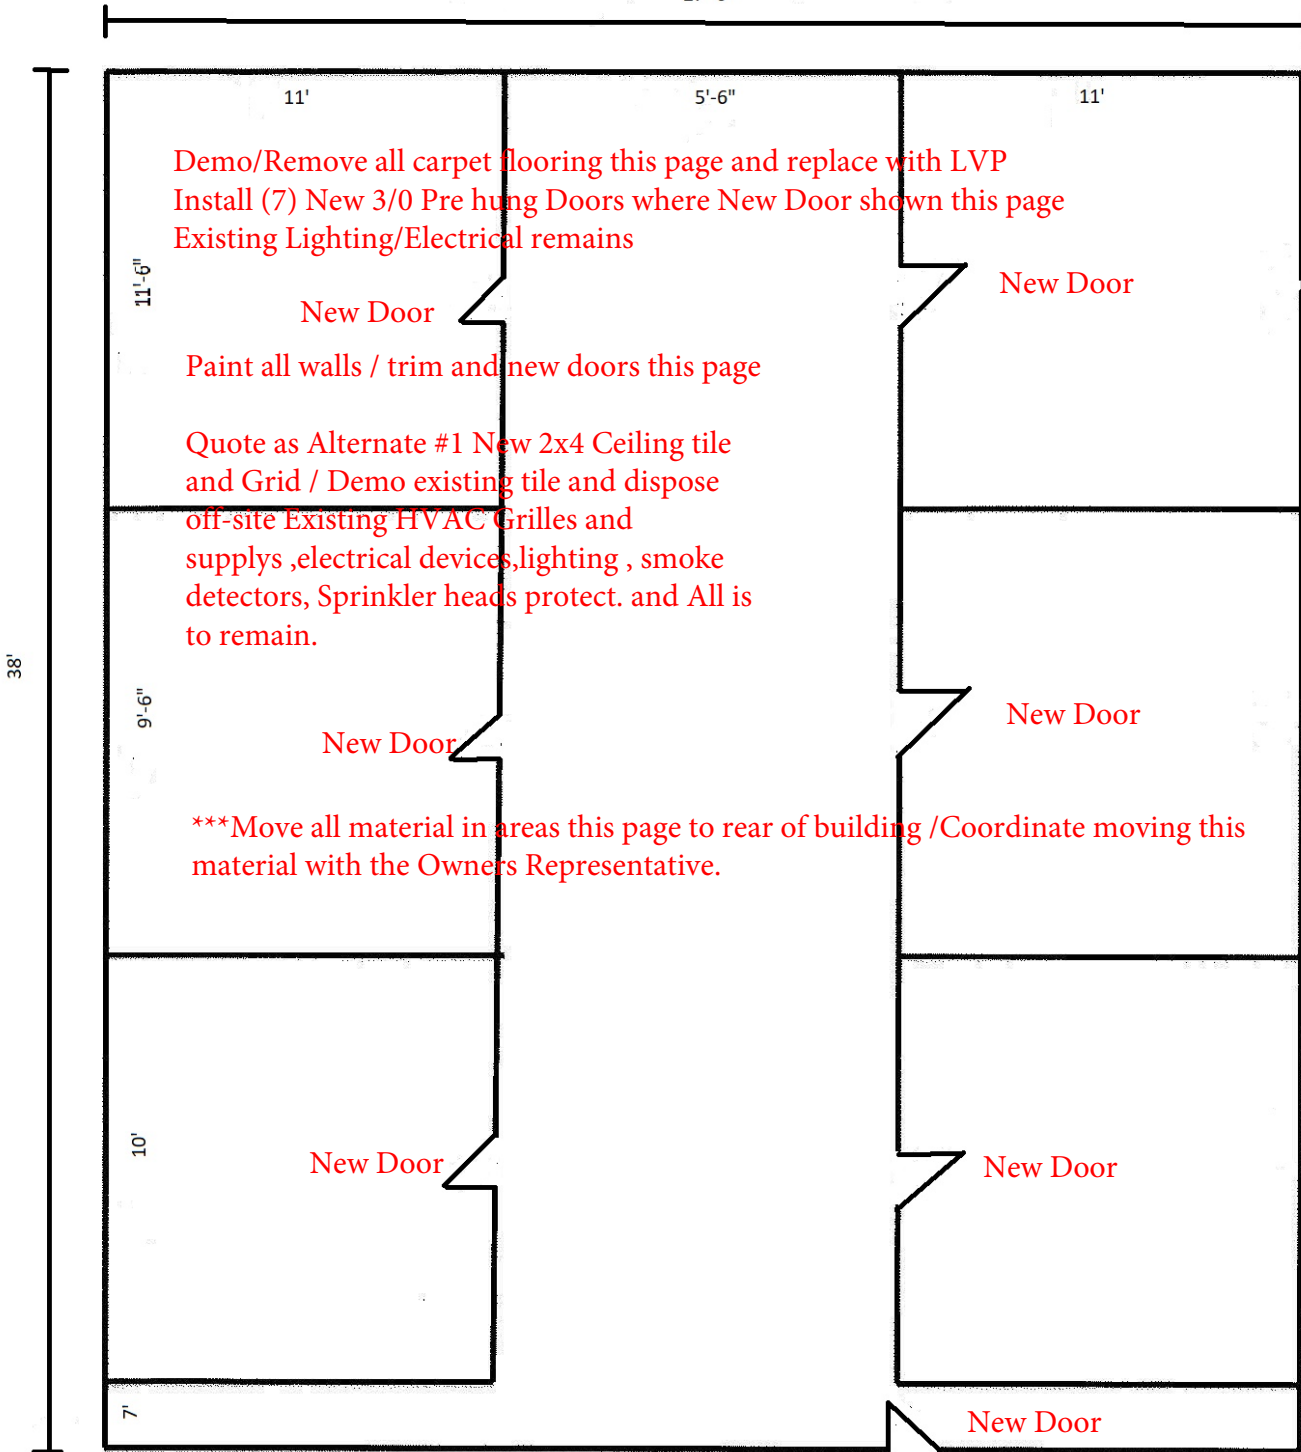 11'
5'-6"
11'
Demo/Remove all carpet flooring this page and replace with LVP
Install (7) New 3/0 Pre hung Doors where New Door shown this page
Existing Lighting/Electrical remains
11'-6"
New Door
New Door
Paint all walls / trim and new doors this page
Quote as Alternate #1 New 2x4 Ceiling tile
and Grid / Demo existing tile and dispose
off-site Existing HVAC Grilles and
supplys ,electrical devices,lighting , smoke
detectors, Sprinkler heads protect. and All is
to remain.
38'
9'-6"
New Door
New Door
***Move all material in areas this page to rear of building /Coordinate moving this
material with the Owners Representative.
10'
New Door
New Door
7'
New Door